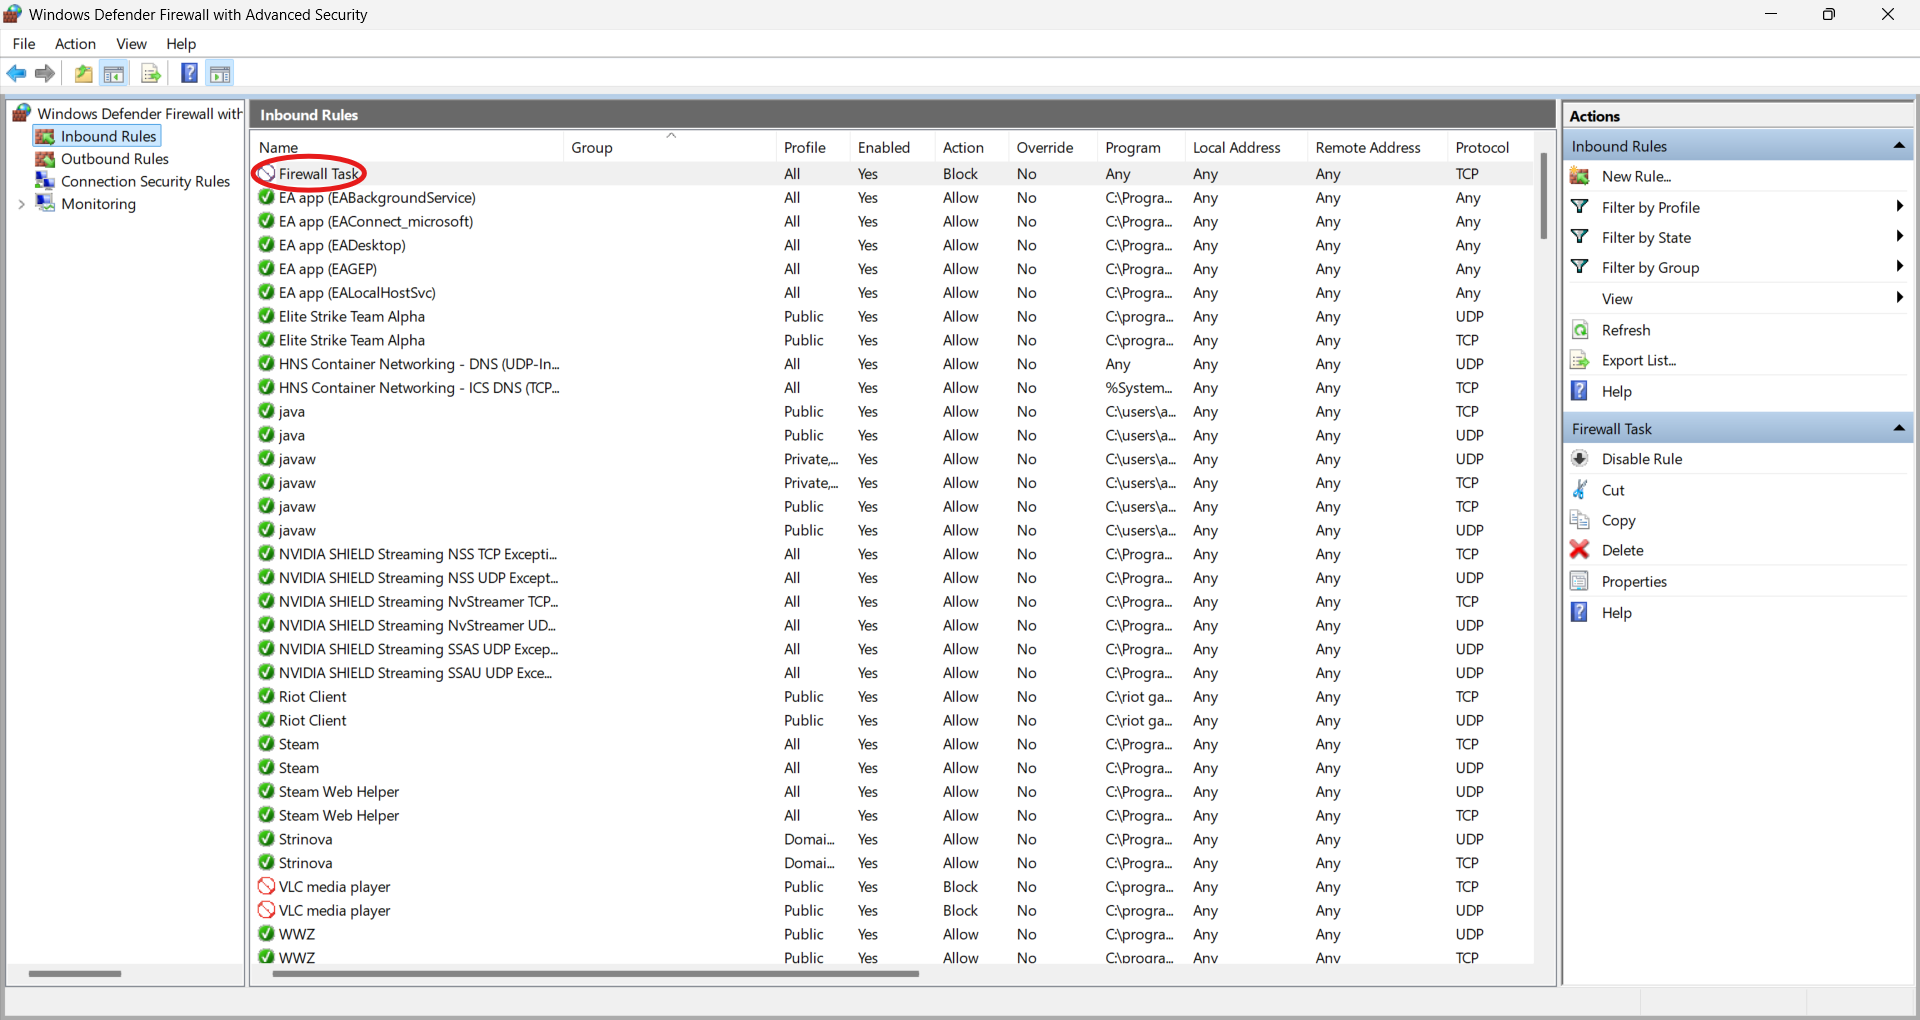 Windows Defender Firewall with Advanced Security
File Action View Help
Windows Defender Firewall with
Inbound Rules
Outbound Rules
Connection Security Rules
Monitoring
Inbound Rules
Name Group Profile Enabled Action Override Program Local Address Remote Address Protocol
Firewall Task All Yes Block No Any Any Any TCP
EA app (EABackgroundService) All Yes Allow No C:\Progra... Any Any Any
EA app (EAConnect_microsoft) All Yes Allow No C:\Progra... Any Any Any
EA app (EADesktop) All Yes Allow No C:\Progra... Any Any Any
EA app (EAGEP) All Yes Allow No C:\Progra... Any Any Any
EA app (EALocalHostSvc) All Yes Allow No C:\Progra... Any Any Any
Elite Strike Team Alpha Public Yes Allow No C:\progra... Any Any UDP
Elite Strike Team Alpha Public Yes Allow No C:\progra... Any Any TCP
HNS Container Networking - DNS (UDP-In... All Yes Allow No Any Any Any UDP
HNS Container Networking - ICS DNS (TCP... All Yes Allow No %System... Any Any TCP
java Public Yes Allow No C:\users\a... Any Any TCP
java Public Yes Allow No C:\users\a... Any Any UDP
javaw Private,... Yes Allow No C:\users\a... Any Any UDP
javaw Private,... Yes Allow No C:\users\a... Any Any TCP
javaw Public Yes Allow No C:\users\a... Any Any TCP
javaw Public Yes Allow No C:\users\a... Any Any UDP
NVIDIA SHIELD Streaming NSS TCP Excepti... All Yes Allow No C:\Progra... Any Any TCP
NVIDIA SHIELD Streaming NSS UDP Except... All Yes Allow No C:\Progra... Any Any UDP
NVIDIA SHIELD Streaming NvStreamer TCP... All Yes Allow No C:\Progra... Any Any TCP
NVIDIA SHIELD Streaming NvStreamer UD... All Yes Allow No C:\Progra... Any Any UDP
NVIDIA SHIELD Streaming SSAS UDP Excep... All Yes Allow No C:\Progra... Any Any UDP
NVIDIA SHIELD Streaming SSAU UDP Exce... All Yes Allow No C:\Progra... Any Any UDP
Riot Client Public Yes Allow No C:\riot ga... Any Any TCP
Riot Client Public Yes Allow No C:\riot ga... Any Any UDP
Steam All Yes Allow No C:\Progra... Any Any TCP
Steam All Yes Allow No C:\Progra... Any Any UDP
Steam Web Helper All Yes Allow No C:\Progra... Any Any UDP
Steam Web Helper All Yes Allow No C:\Progra... Any Any TCP
Strinova Domai... Yes Allow No C:\Progra... Any Any UDP
Strinova Domai... Yes Allow No C:\Progra... Any Any TCP
VLC media player Public Yes Block No C:\progra... Any Any TCP
VLC media player Public Yes Block No C:\progra... Any Any UDP
WWZ Public Yes Allow No C:\progra... Any Any UDP
WWZ Public Yes Allow No C:\progra... Any Any TCP
Actions
Inbound Rules
New Rule...
Filter by Profile
Filter by State
Filter by Group
View
Refresh
Export List...
Help
Firewall Task
Disable Rule
Cut
Copy
Delete
Properties
Help